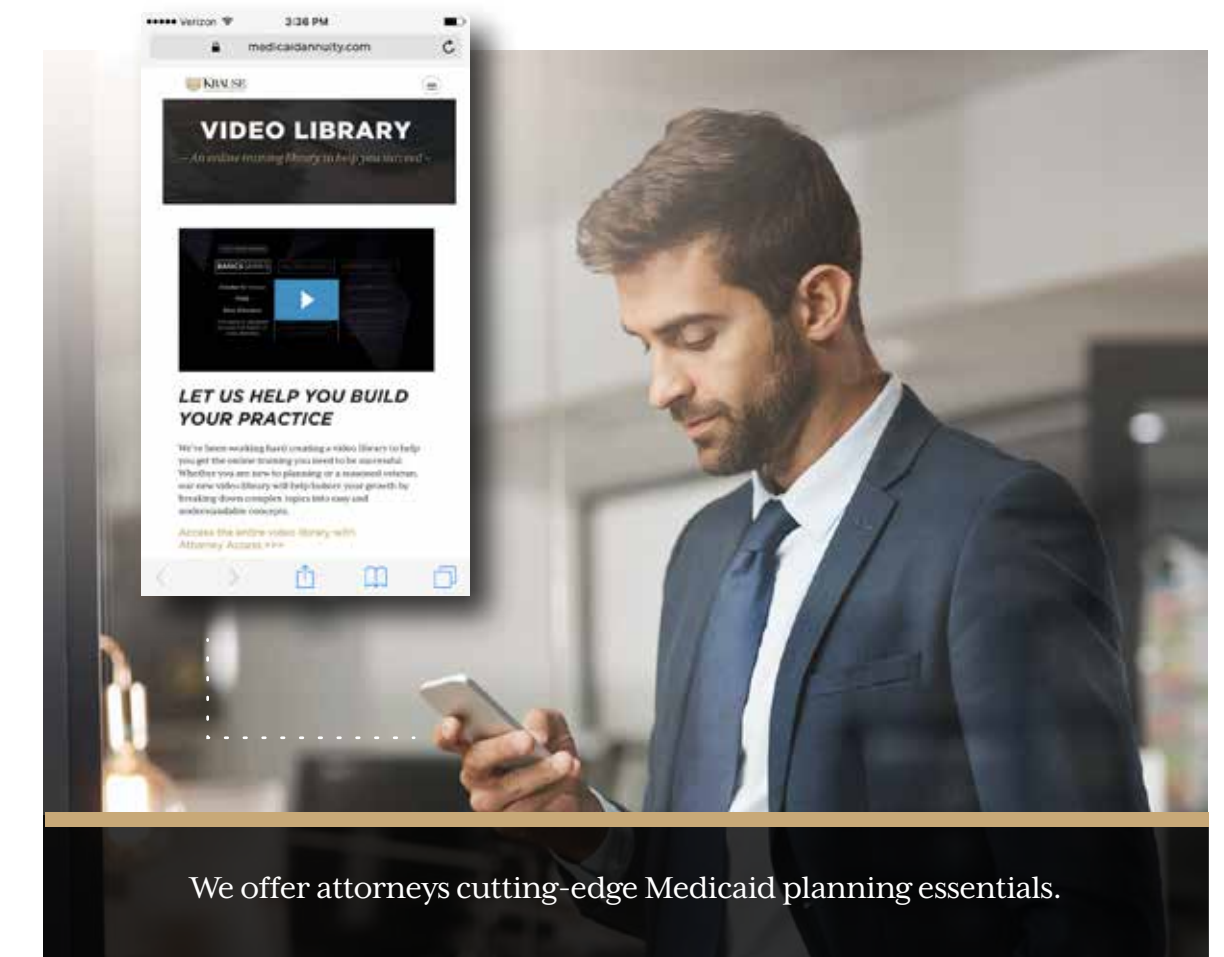 Verizon 3:36 PM
medicaidannuity.com
KRAUSE
VIDEO LIBRARY
– An online training library to help you succeed –
BASICS
LET US HELP YOU BUILD
YOUR PRACTICE
We've been working hard creating a video library to help
you get the online training you need to be successful.
Whether you are new to planning or a seasoned veteran,
our new video library will help bolster your growth by
breaking down complex topics into easy and
understandable concepts.
Access the entire video library with
Attorney Access >>>
We offer attorneys cutting-edge Medicaid planning essentials.